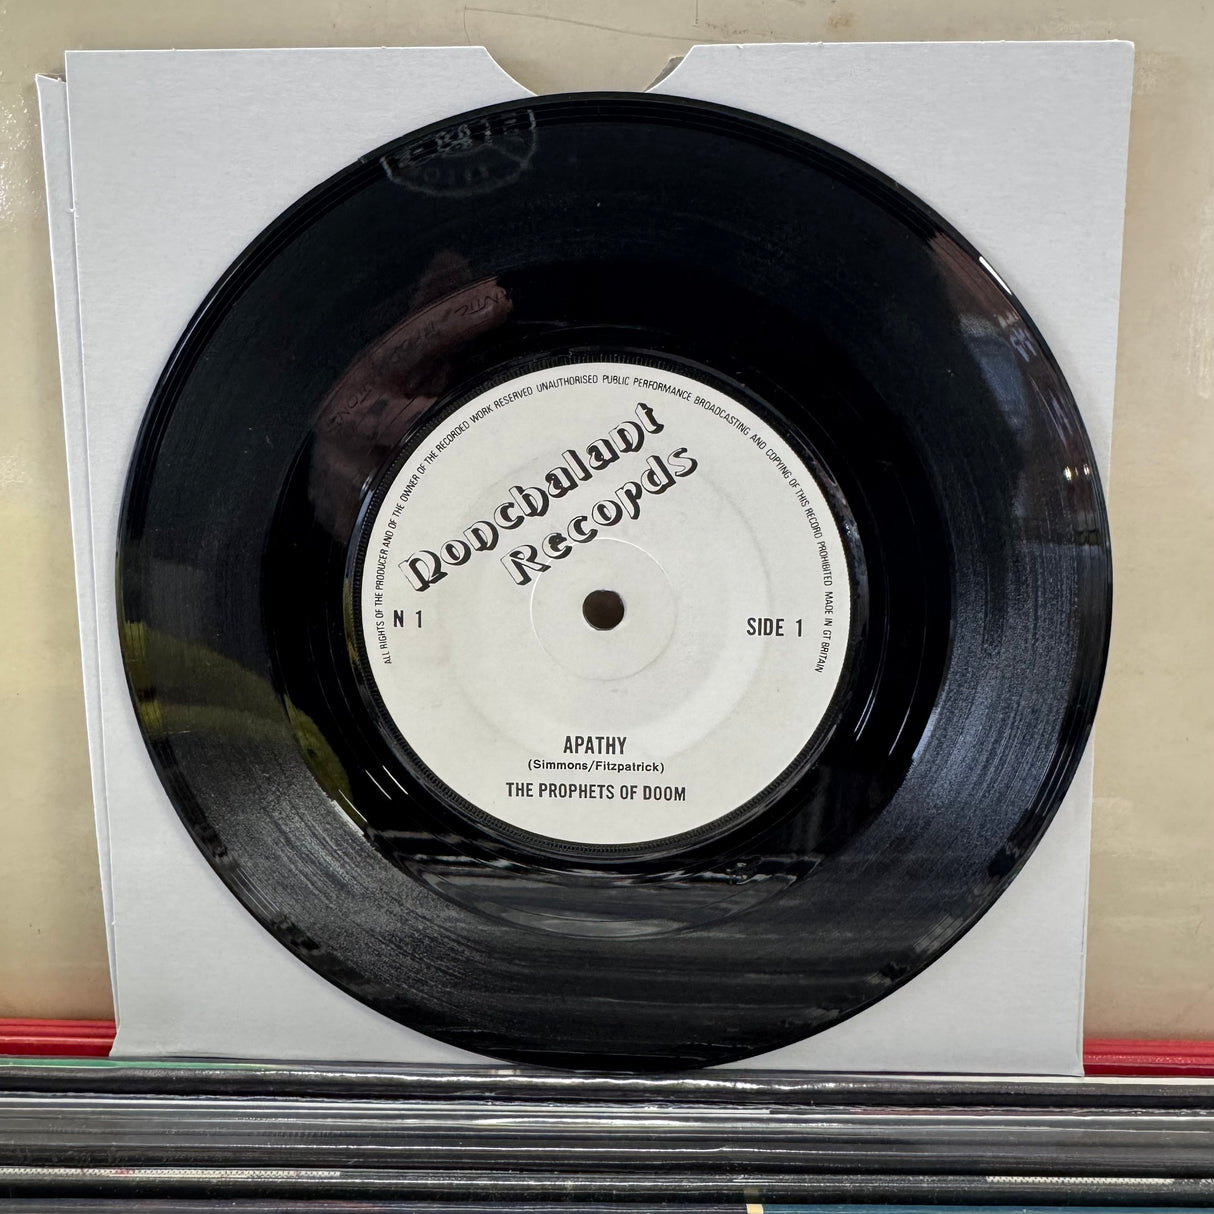 ALL RIGHTS OF THE PRODUCER AND OF THE OWNER OF THE RECORDED WORK RESERVED UNAUTHORISED PUBLIC PERFORMANCE BROADCASTING AND COPYING OF THIS RECORD PROHIBITED MADE IN GT BRITAIN
Nonchalant
Records
N 1
SIDE 1
APATHY
(Simmons/Fitzpatrick)
THE PROPHETS OF DOOM